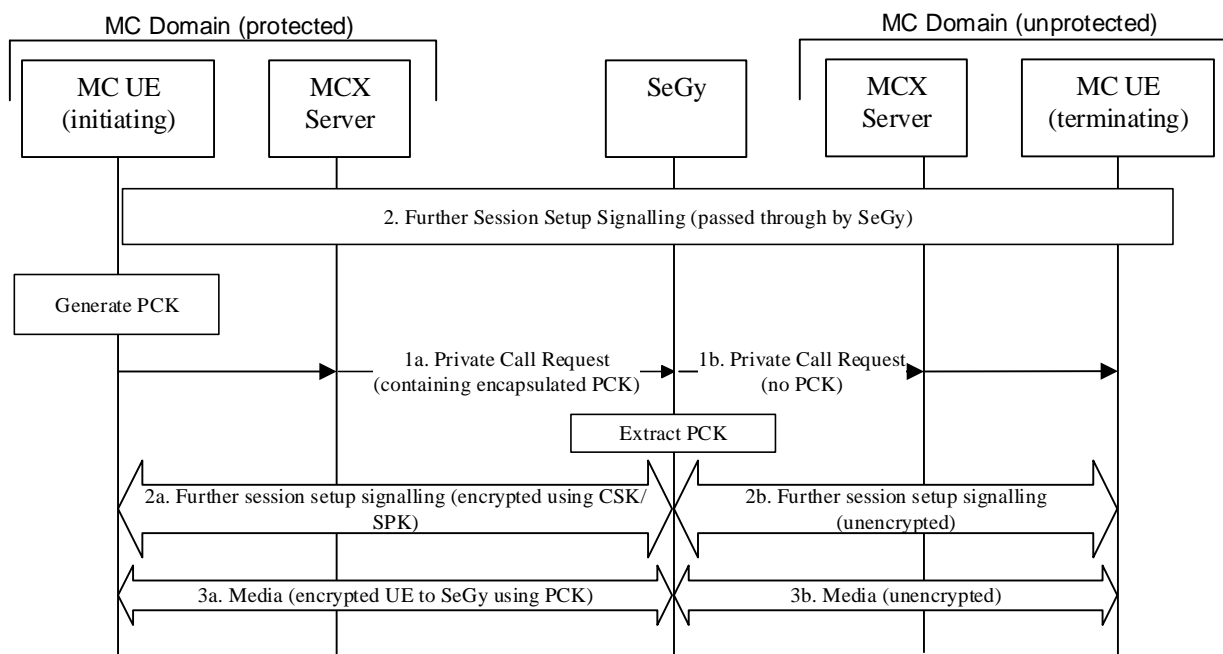 MC Domain (protected)
MC Domain (unprotected)
MC UE
(initiating)
MCX
Server
SeGy
MCX
Server
MC UE
(terminating)
2. Further Session Setup Signalling (passed through by SeGy)
Generate PCK
1a. Private Call Request
(containing encapsulated PCK)
1b. Private Call Request
(no PCK)
Extract PCK
2a. Further session setup signalling (encrypted using CSK/
SPK)
2b. Further session setup signalling
(unencrypted)
3a. Media (encrypted UE to SeGy using PCK)
3b. Media (unencrypted)